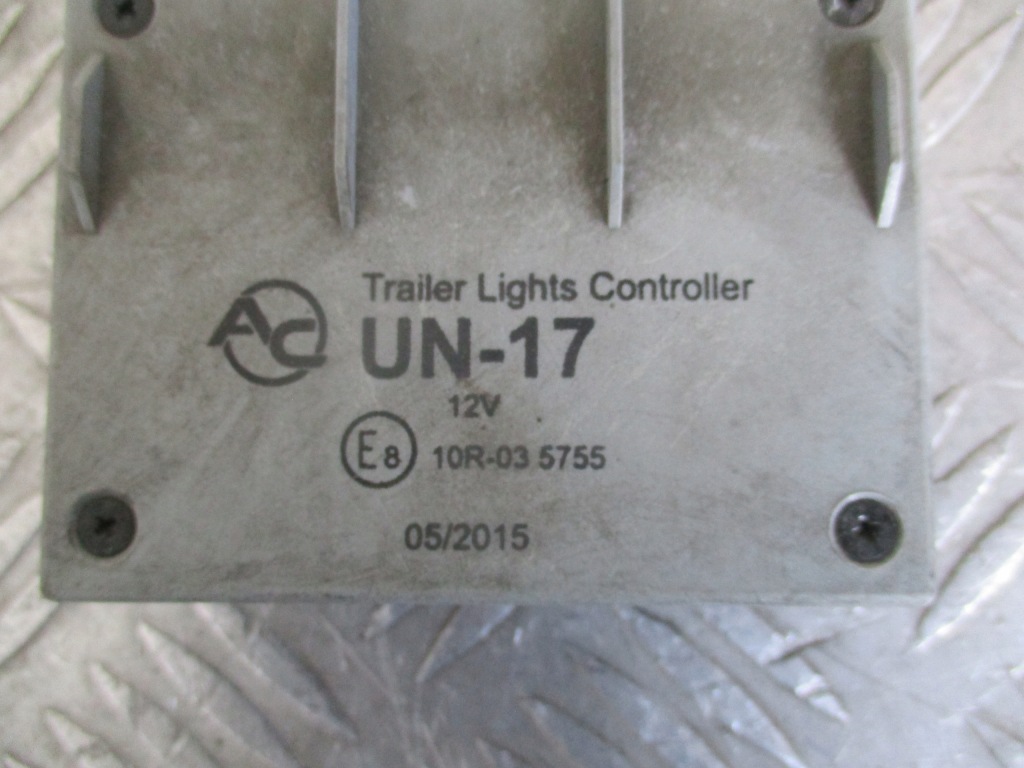 Trailer Lights Controller
AC UN-17
12V
E8 10R-03 5755
05/2015